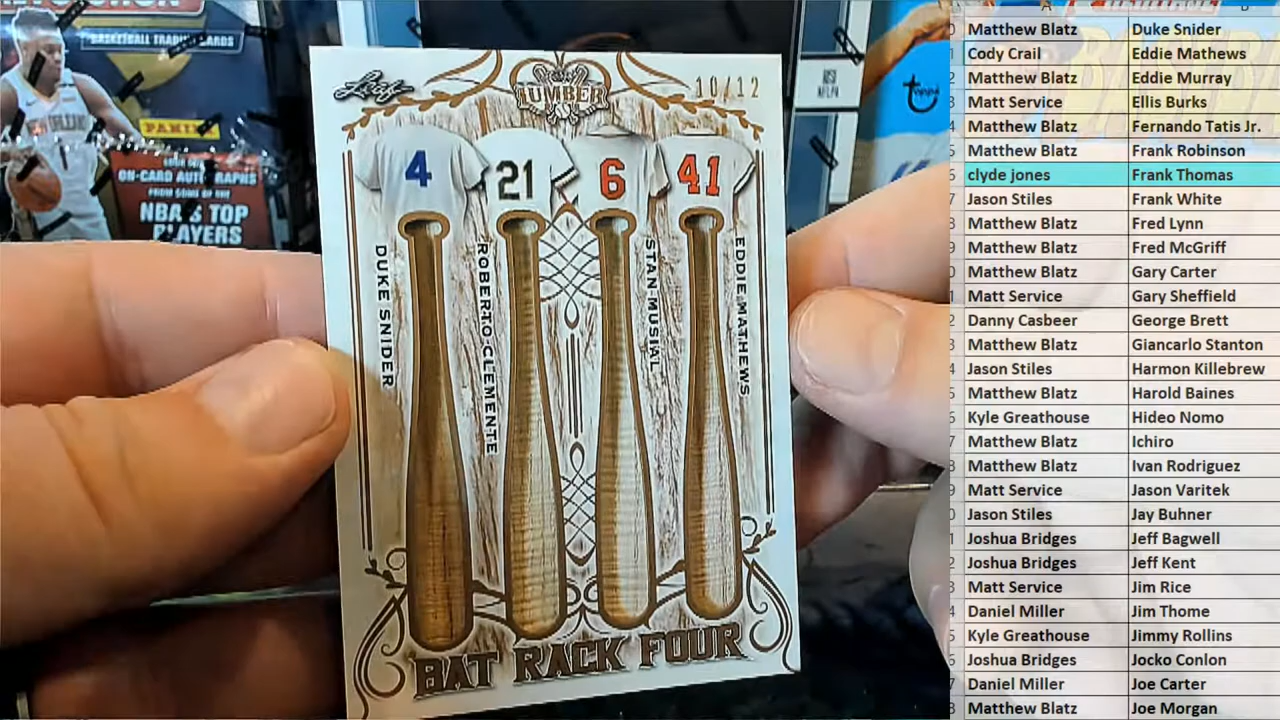 BASKETBALL TRADING CARDS
PANINI
ON-CARD AUTOGRAPHS
FROM SOME OF THE
NBA'S TOP
PLAYERS
Leaf
LUMBER
10/12
4
21
6
41
DUKE SNIDER
ROBERTO CLEMENTE
STAN MUSIAL
EDDIE MATHEWS
BAT RACK FOUR
Matthew Blatz Duke Snider
Cody Crail Eddie Mathews
Matthew Blatz Eddie Murray
Matt Service Ellis Burks
Matthew Blatz Fernando Tatis Jr.
Matthew Blatz Frank Robinson
clyde jones Frank Thomas
Jason Stiles Frank White
Matthew Blatz Fred Lynn
Matthew Blatz Fred McGriff
Matthew Blatz Gary Carter
Matt Service Gary Sheffield
Danny Casbeer George Brett
Matthew Blatz Giancarlo Stanton
Jason Stiles Harmon Killebrew
Matthew Blatz Harold Baines
Kyle Greathouse Hideo Nomo
Matthew Blatz Ichiro
Matthew Blatz Ivan Rodriguez
Matt Service Jason Varitek
Jason Stiles Jay Buhner
Joshua Bridges Jeff Bagwell
Joshua Bridges Jeff Kent
Matt Service Jim Rice
Daniel Miller Jim Thome
Kyle Greathouse Jimmy Rollins
Joshua Bridges Jocko Conlon
Daniel Miller Joe Carter
Matthew Blatz Joe Morgan